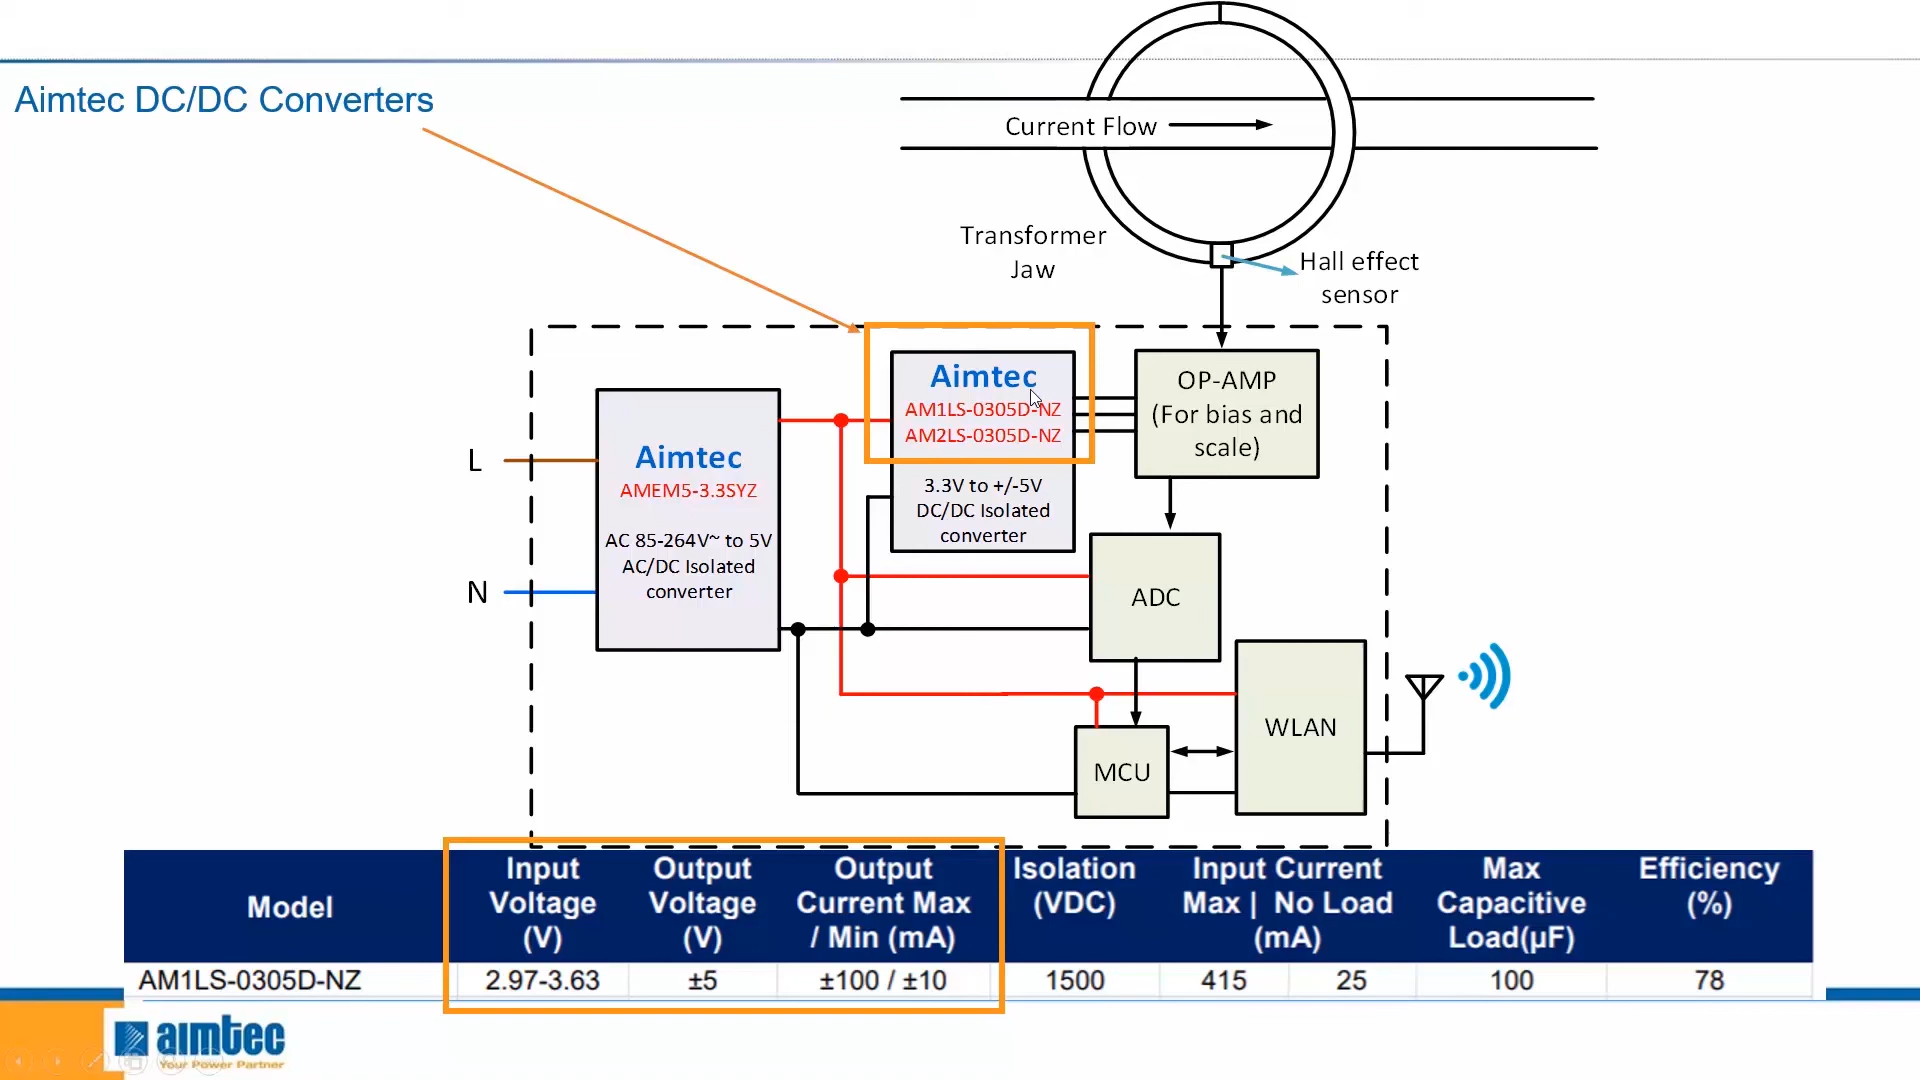 Aimtec DC/DC Converters
Current Flow
Transformer
Jaw
Hall effect
sensor
L
N
Aimtec
AMEM5-3.3SYZ
AC 85-264V~ to 5V
AC/DC Isolated
converter
Aimtec
AM1LS-0305D-NZ
AM2LS-0305D-NZ
3.3V to +/-5V
DC/DC Isolated
converter
OP-AMP
(For bias and
scale)
ADC
MCU
WLAN
Model
Input
Voltage
(V)
Output
Voltage
(V)
Output
Current Max
/ Min (mA)
Isolation
(VDC)
Input Current
Max | No Load
(mA)
Max
Capacitive
Load(µF)
Efficiency
(%)
AM1LS-0305D-NZ 2.97-3.63 ±5 ±100 / ±10 1500 415 25 100 78
aimtec
Your Power Partner